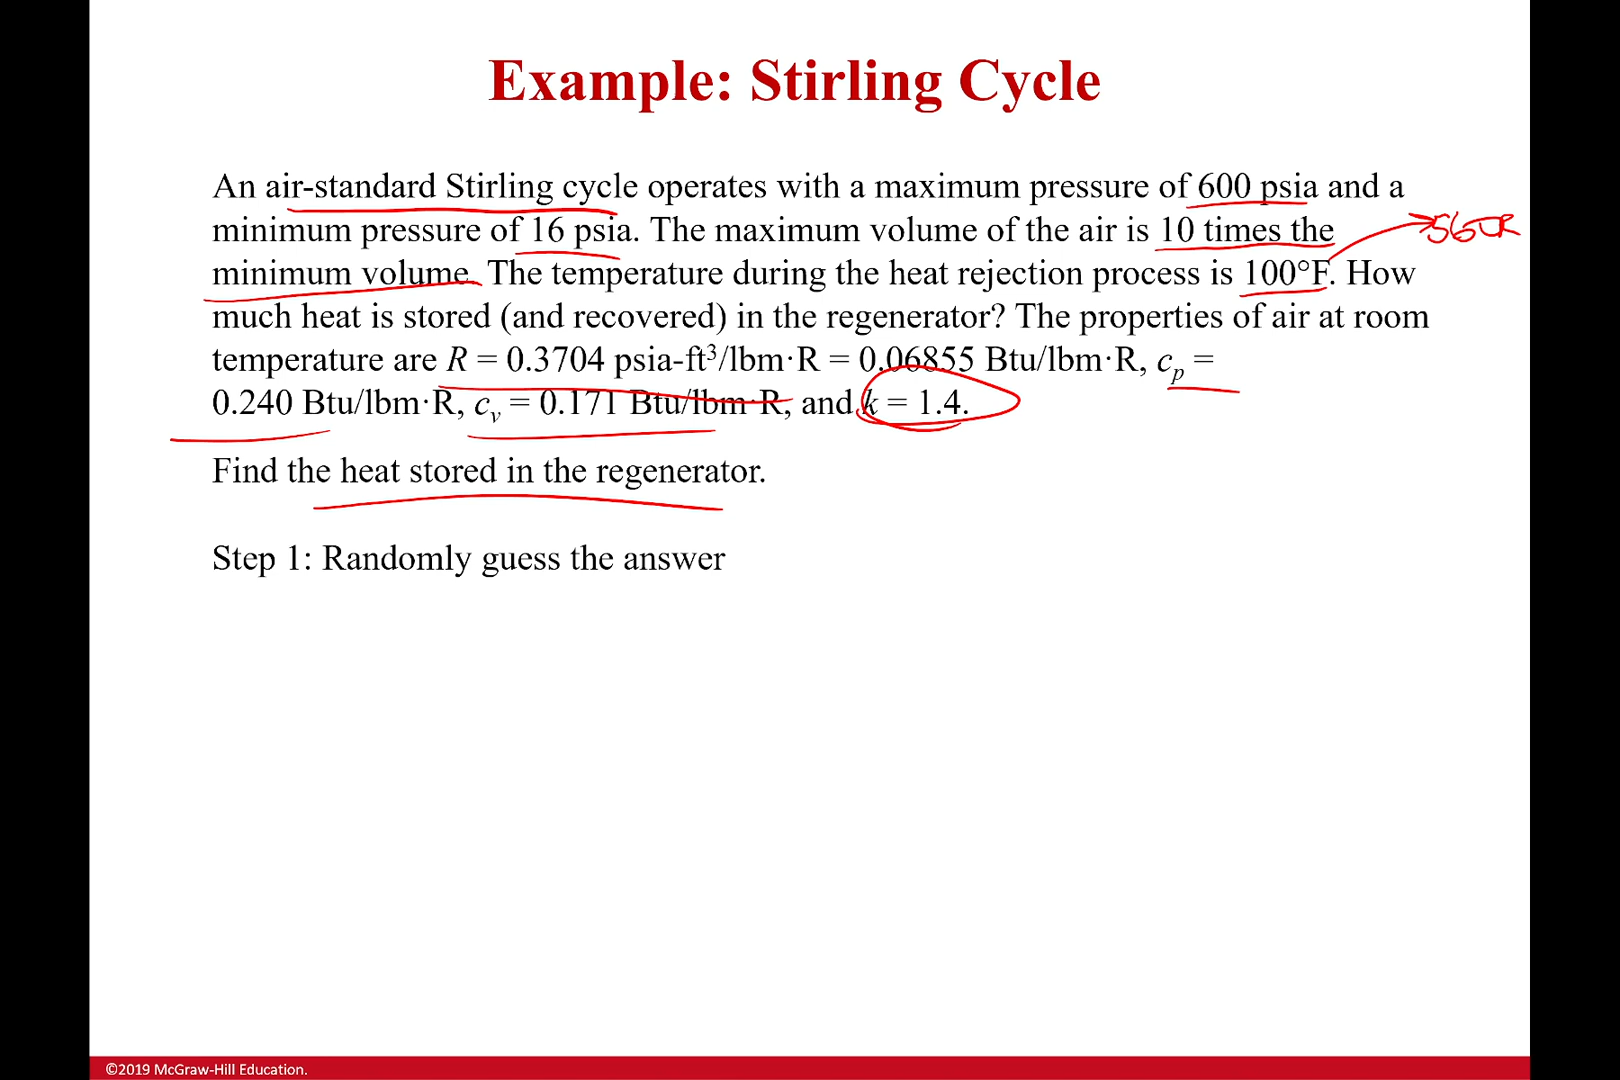 Example: Stirling Cycle
An air-standard Stirling cycle operates with a maximum pressure of 600 psia and a
minimum pressure of 16 psia. The maximum volume of the air is 10 times the
560R
minimum volume. The temperature during the heat rejection process is 100°F. How
much heat is stored (and recovered) in the regenerator? The properties of air at room
temperature are R = 0.3704 psia-ft³/lbm·R = 0.06855 Btu/lbm·R, cₚ =
0.240 Btu/lbm·R, cᵥ = 0.171 Btu/lbm·R, and k = 1.4.
Find the heat stored in the regenerator.
Step 1: Randomly guess the answer
©2019 McGraw-Hill Education.